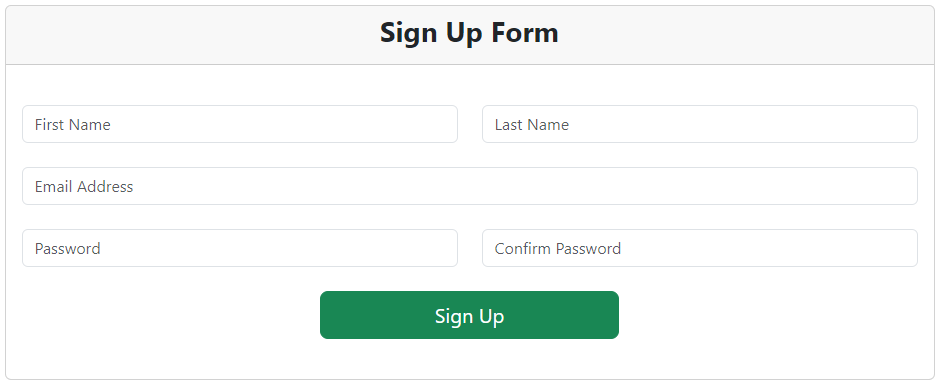 Sign Up Form
First Name
Last Name
Email Address
Password
Confirm Password
Sign Up